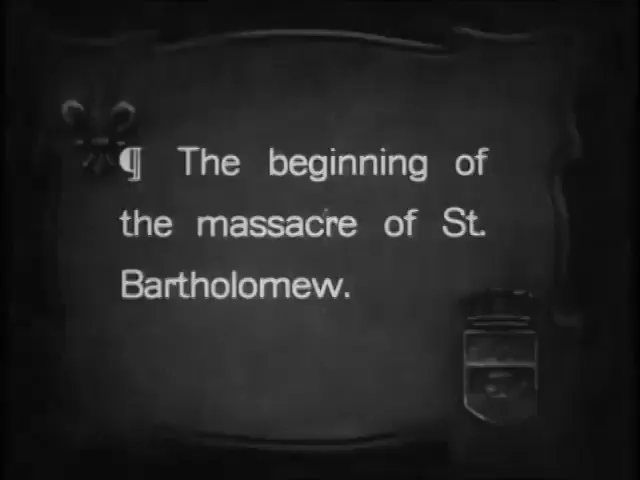 ¶ The beginning of
the massacre of St.
Bartholomew.